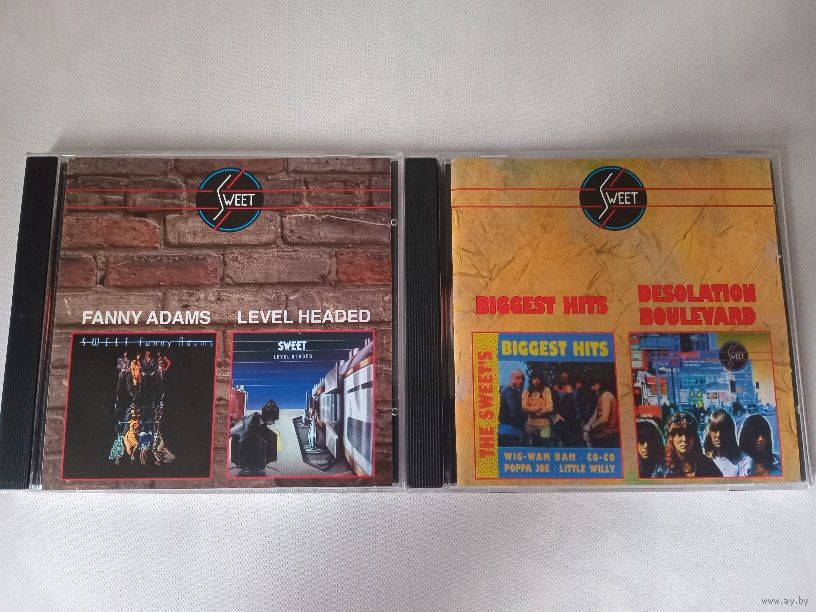 SWEET
FANNY ADAMS
LEVEL HEADED
SWEET Fanny Adams
SWEET
LEVEL HEADED
SWEET
BIGGEST HITS
DESOLATION
BOULEVARD
THE SWEET'S
BIGGEST HITS
WIG-WAM BAM - CO-CO
POPPA JOE - LITTLE WILLY
SWEET
www.ay.by